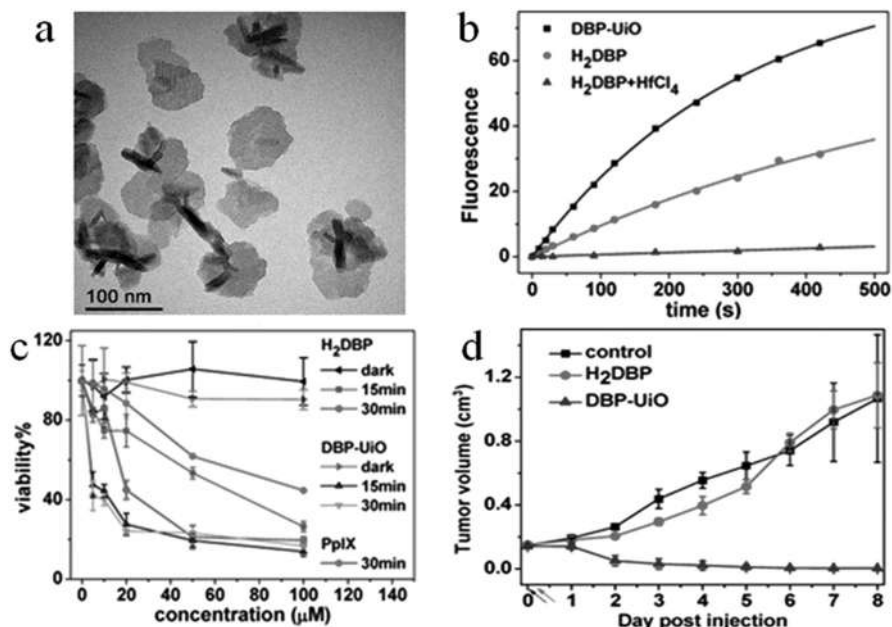 a
100 nm
b
DBP-UiO
H2DBP
H2DBP+HfCl4
Fluorescence
60
40
20
0
0 100 200 300 400 500
time (s)
c
H2DBP
dark
15min
30min
DBP-UiO
dark
15min
30min
PpIX
30min
viability%
120
80
40
0
0 20 40 60 80 100 120 140
concentration (μM)
d
control
H2DBP
DBP-UiO
Tumor volume (cm3)
1.2
0.8
0.4
0.0
0 1 2 3 4 5 6 7 8
Day post injection